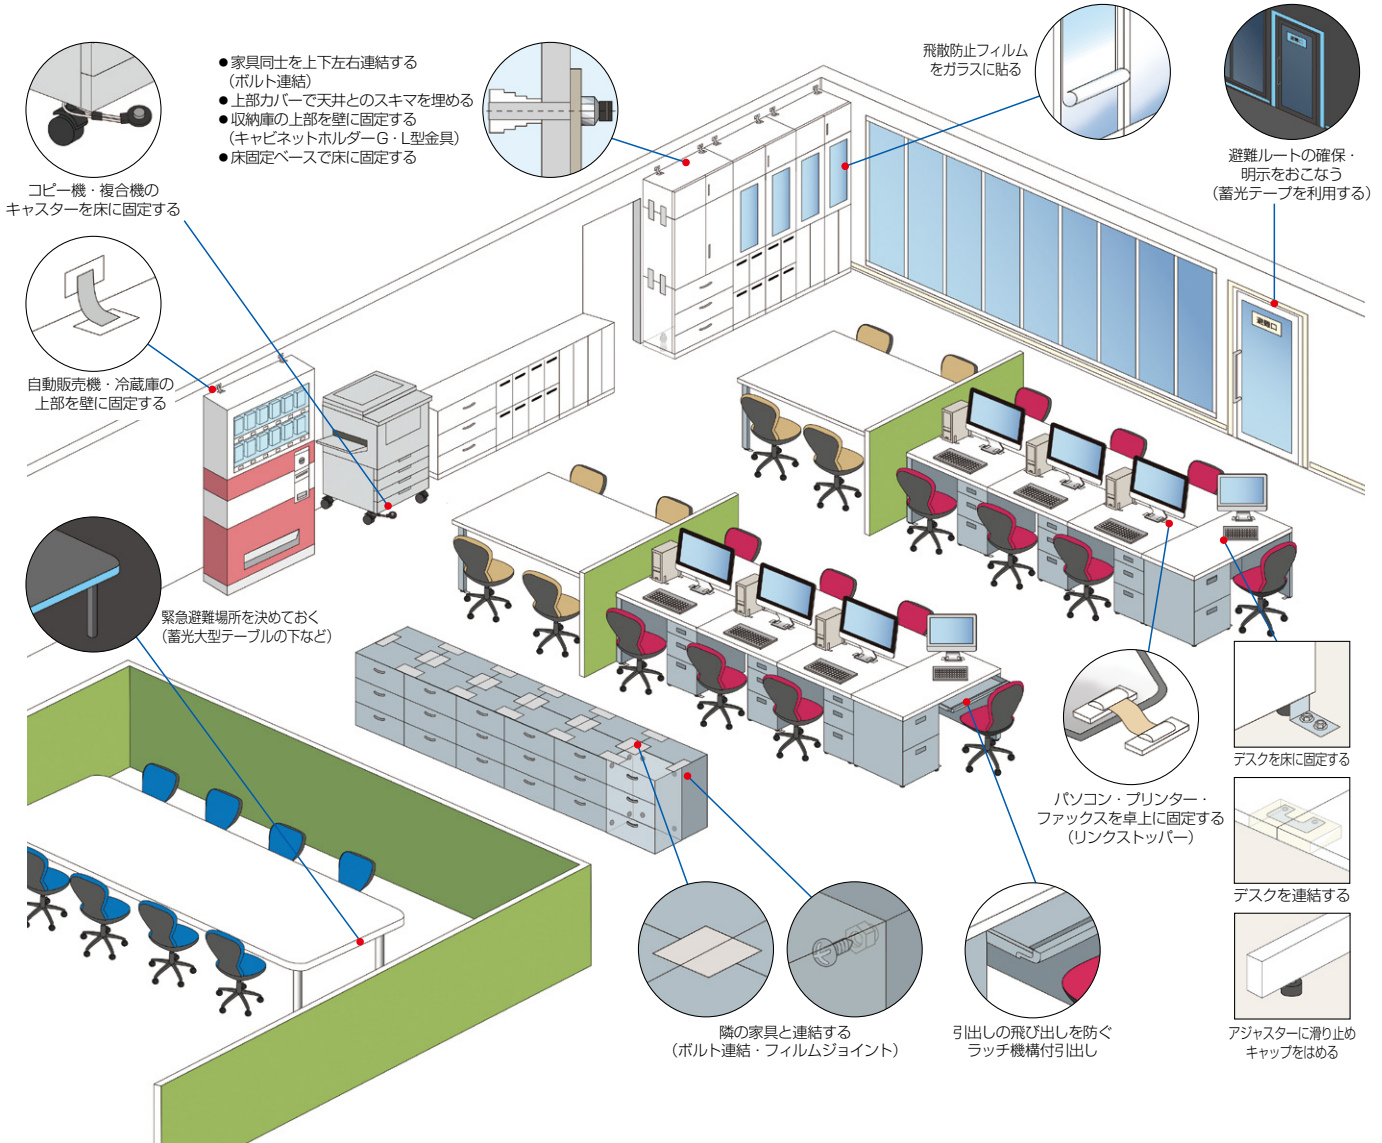 ●家具同士を上下左右連結する
（ボルト連結）
●上部カバーで天井とのスキマを埋める
●収納庫の上部を壁に固定する
（キャビネットホルダーG・L型金具）
●床固定ベースで床に固定する
飛散防止フィルム
をガラスに貼る
避難ルートの確保・
明示をおこなう
（蓄光テープを利用する）
コピー機・複合機の
キャスターを床に固定する
自動販売機・冷蔵庫の
上部を壁に固定する
避難口
緊急避難場所を決めておく
（蓄光大型テーブルの下など）
デスクを床に固定する
パソコン・プリンター・
ファックスを卓上に固定する
（リンクストッパー）
デスクを連結する
隣の家具と連結する
（ボルト連結・フィルムジョイント）
引出しの飛び出しを防ぐ
ラッチ機構付引出し
アジャスターに滑り止め
キャップをはめる